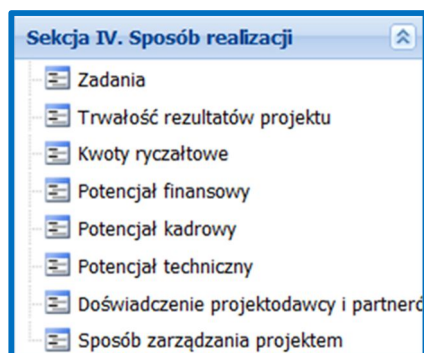 Sekcja IV. Sposób realizacji
Zadania
Trwałość rezultatów projektu
Kwoty ryczałtowe
Potencjał finansowy
Potencjał kadrowy
Potencjał techniczny
Doświadczenie projektodawcy i partneró
Sposób zarządzania projektem